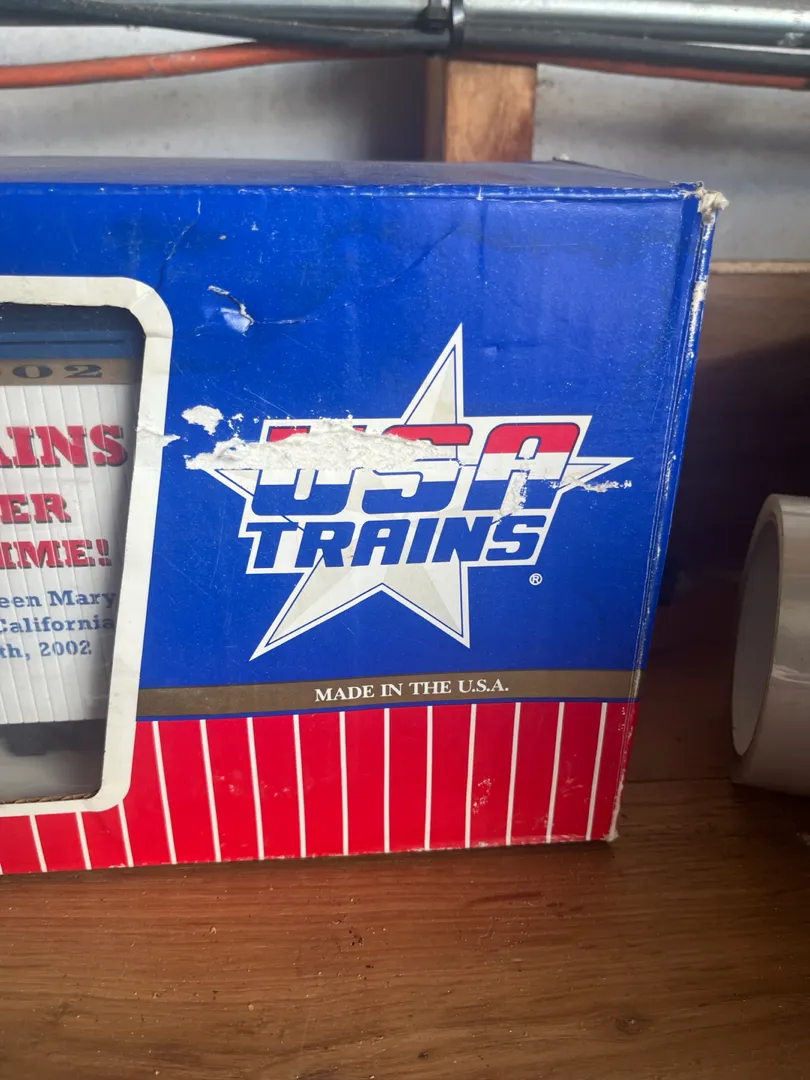 02
AINS
ER
IME!
een Mary
California
th, 2002
USA
TRAINS
®
MADE IN THE U.S.A.